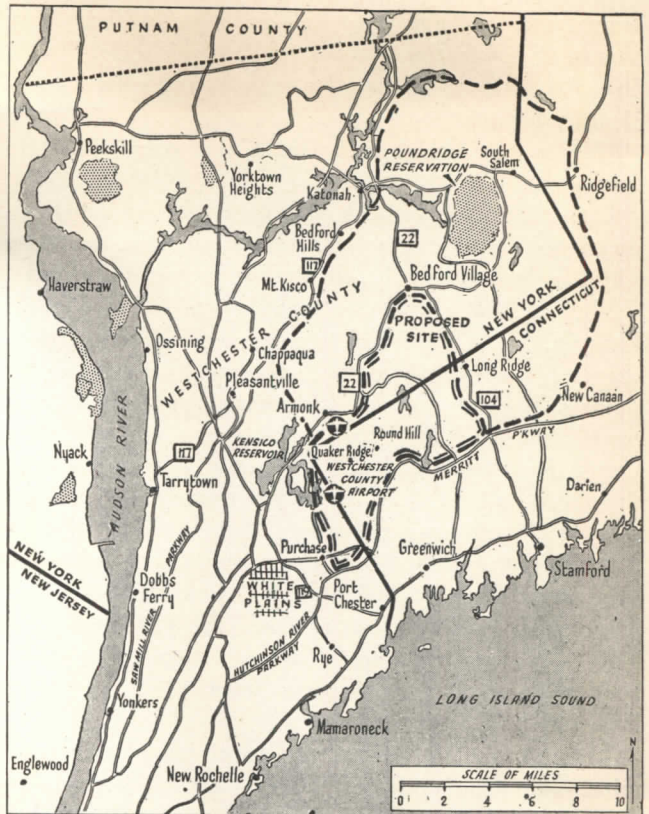 PUTNAM COUNTY
Peekskill
Yorktown
Heights
POUNDRIDGE
RESERVATION
South
Salem
Ridgefield
Katonah
Bedford
Hills
22
117
Bedford Village
Haverstraw
Mt. Kisco
NEW YORK
CONNECTICUT
PROPOSED
SITE
Ossining
WESTCHESTER COUNTY
Chappaqua
Long Ridge
Pleasantville
22
104
New Canaan
Armonk
P'KWAY
MERRITT
Nyack
KENSICO
RESERVOIR
Quaker Ridge
Round Hill
WESTCHESTER
COUNTY
AIRPORT
117
Tarrytown
HUDSON RIVER
Darien
Purchase
Greenwich
Stamford
NEW YORK
NEW JERSEY
Dobbs
Ferry
SAW MILL RIVER PARKWAY
WHITE
PLAINS
Port
Chester
HUTCHINSON RIVER
PARKWAY
Rye
Yonkers
LONG ISLAND SOUND
Mamaroneck
Englewood
New Rochelle
N
SCALE OF MILES
0 2 4 6 8 10